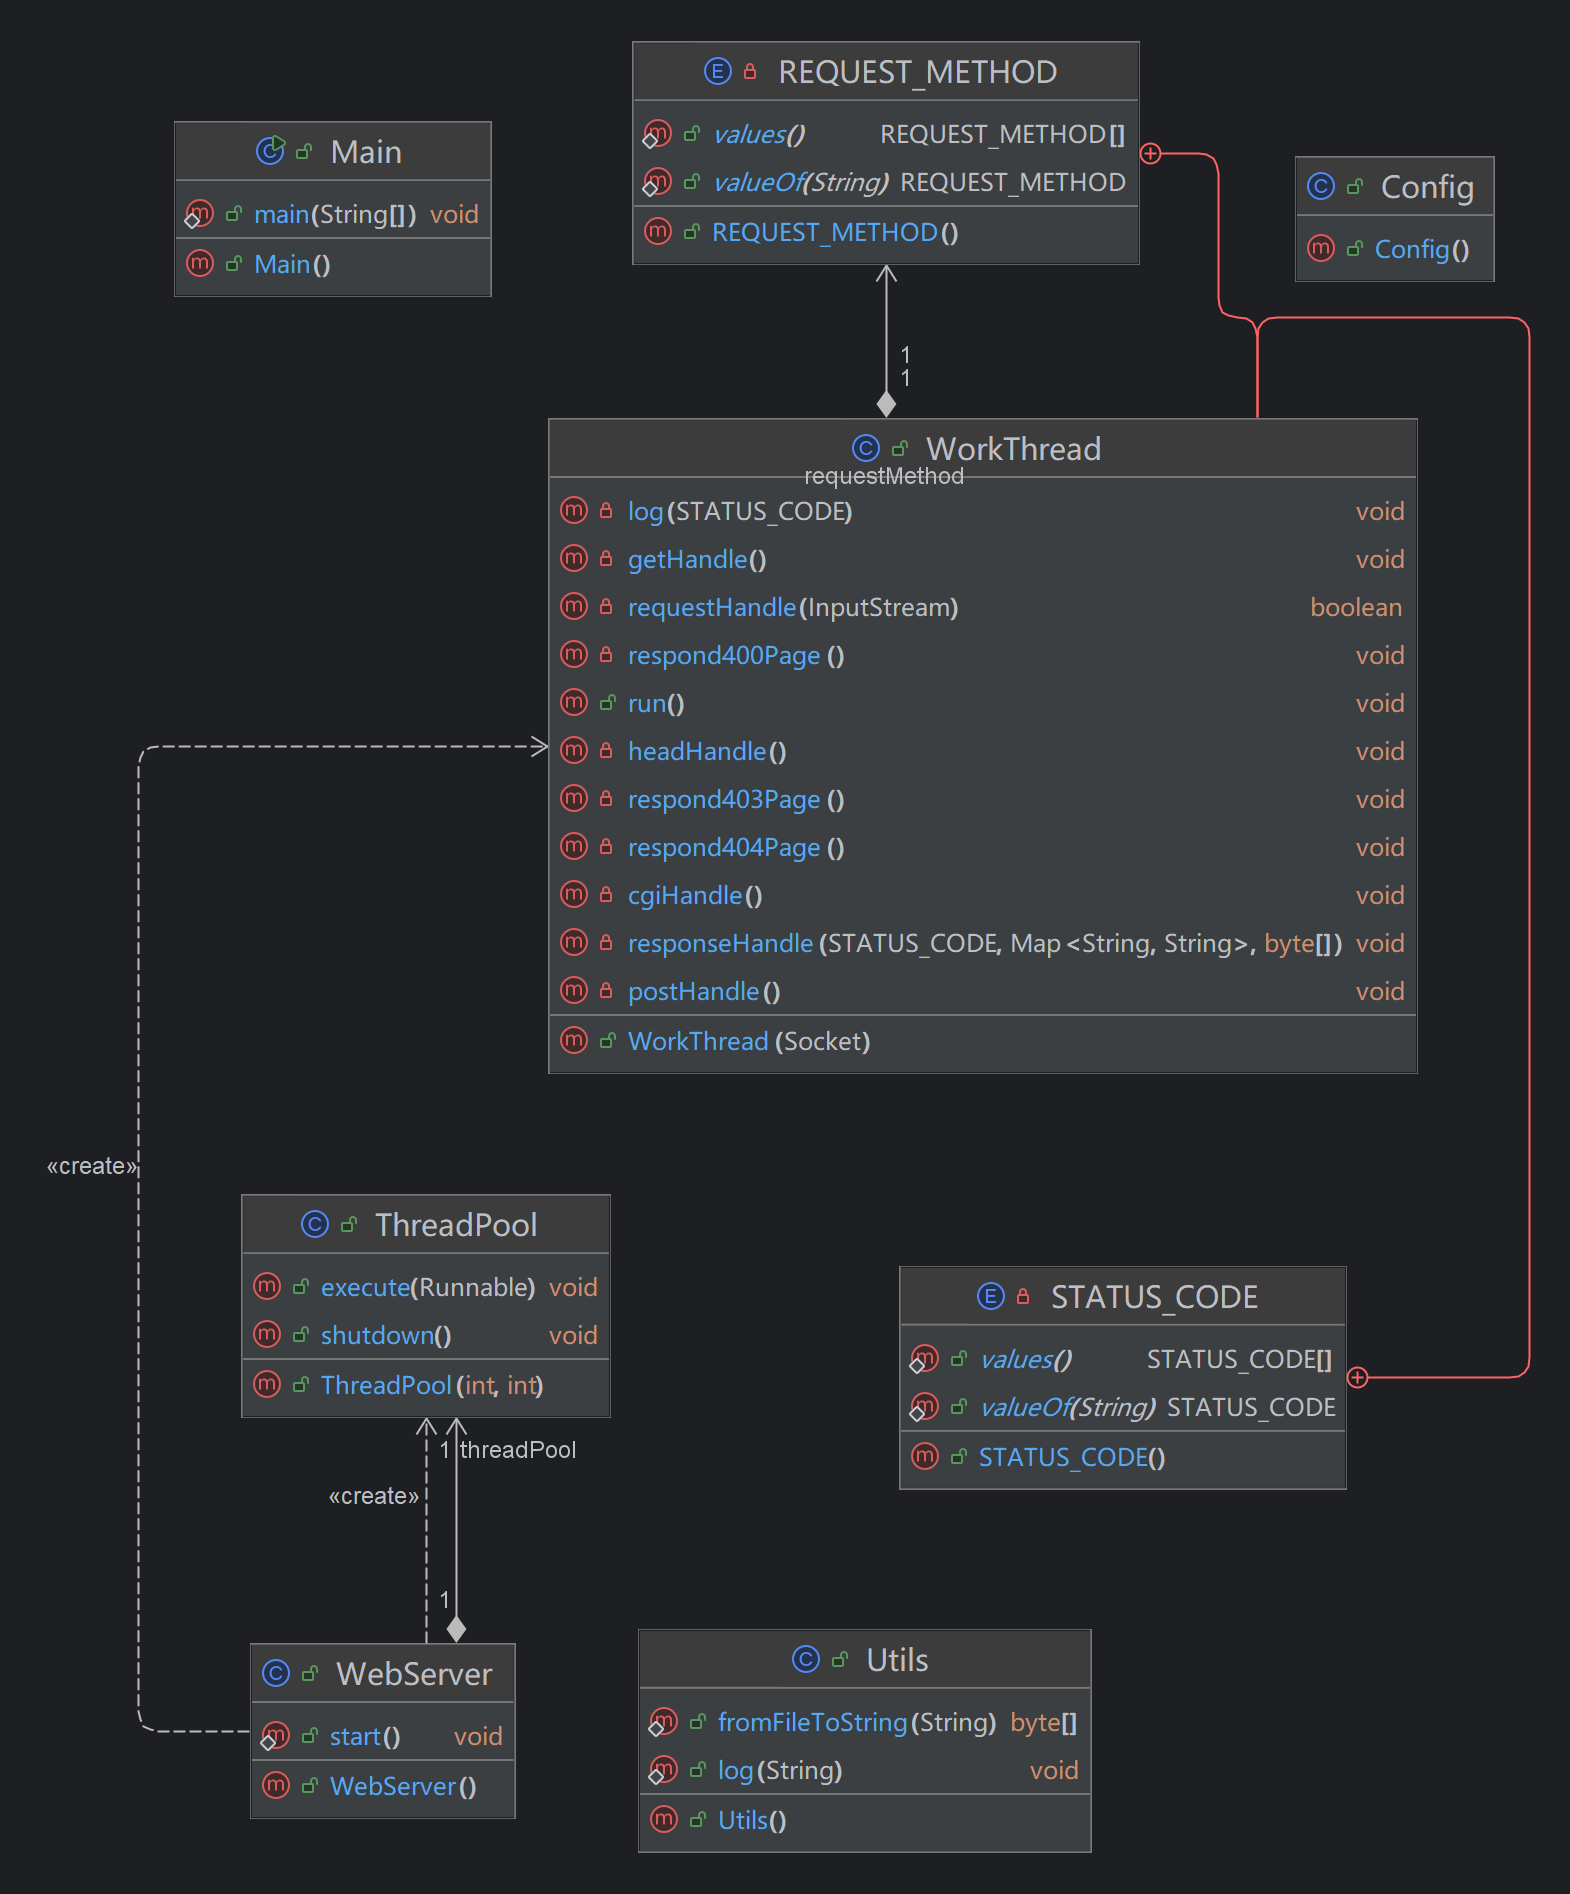 REQUEST_METHOD
values() REQUEST_METHOD[]
valueOf(String) REQUEST_METHOD
REQUEST_METHOD()
Main
main(String[]) void
Main()
Config
Config()
1
1
WorkThread
requestMethod
log(STATUS_CODE) void
getHandle() void
requestHandle(InputStream) boolean
respond400Page() void
run() void
headHandle() void
respond403Page() void
respond404Page() void
cgiHandle() void
responseHandle(STATUS_CODE, Map<String, String>, byte[]) void
postHandle() void
WorkThread(Socket)
«create»
ThreadPool
execute(Runnable) void
shutdown() void
ThreadPool(int, int)
1 threadPool
«create»
1
STATUS_CODE
values() STATUS_CODE[]
valueOf(String) STATUS_CODE
STATUS_CODE()
WebServer
start() void
WebServer()
Utils
fromFileToString(String) byte[]
log(String) void
Utils()